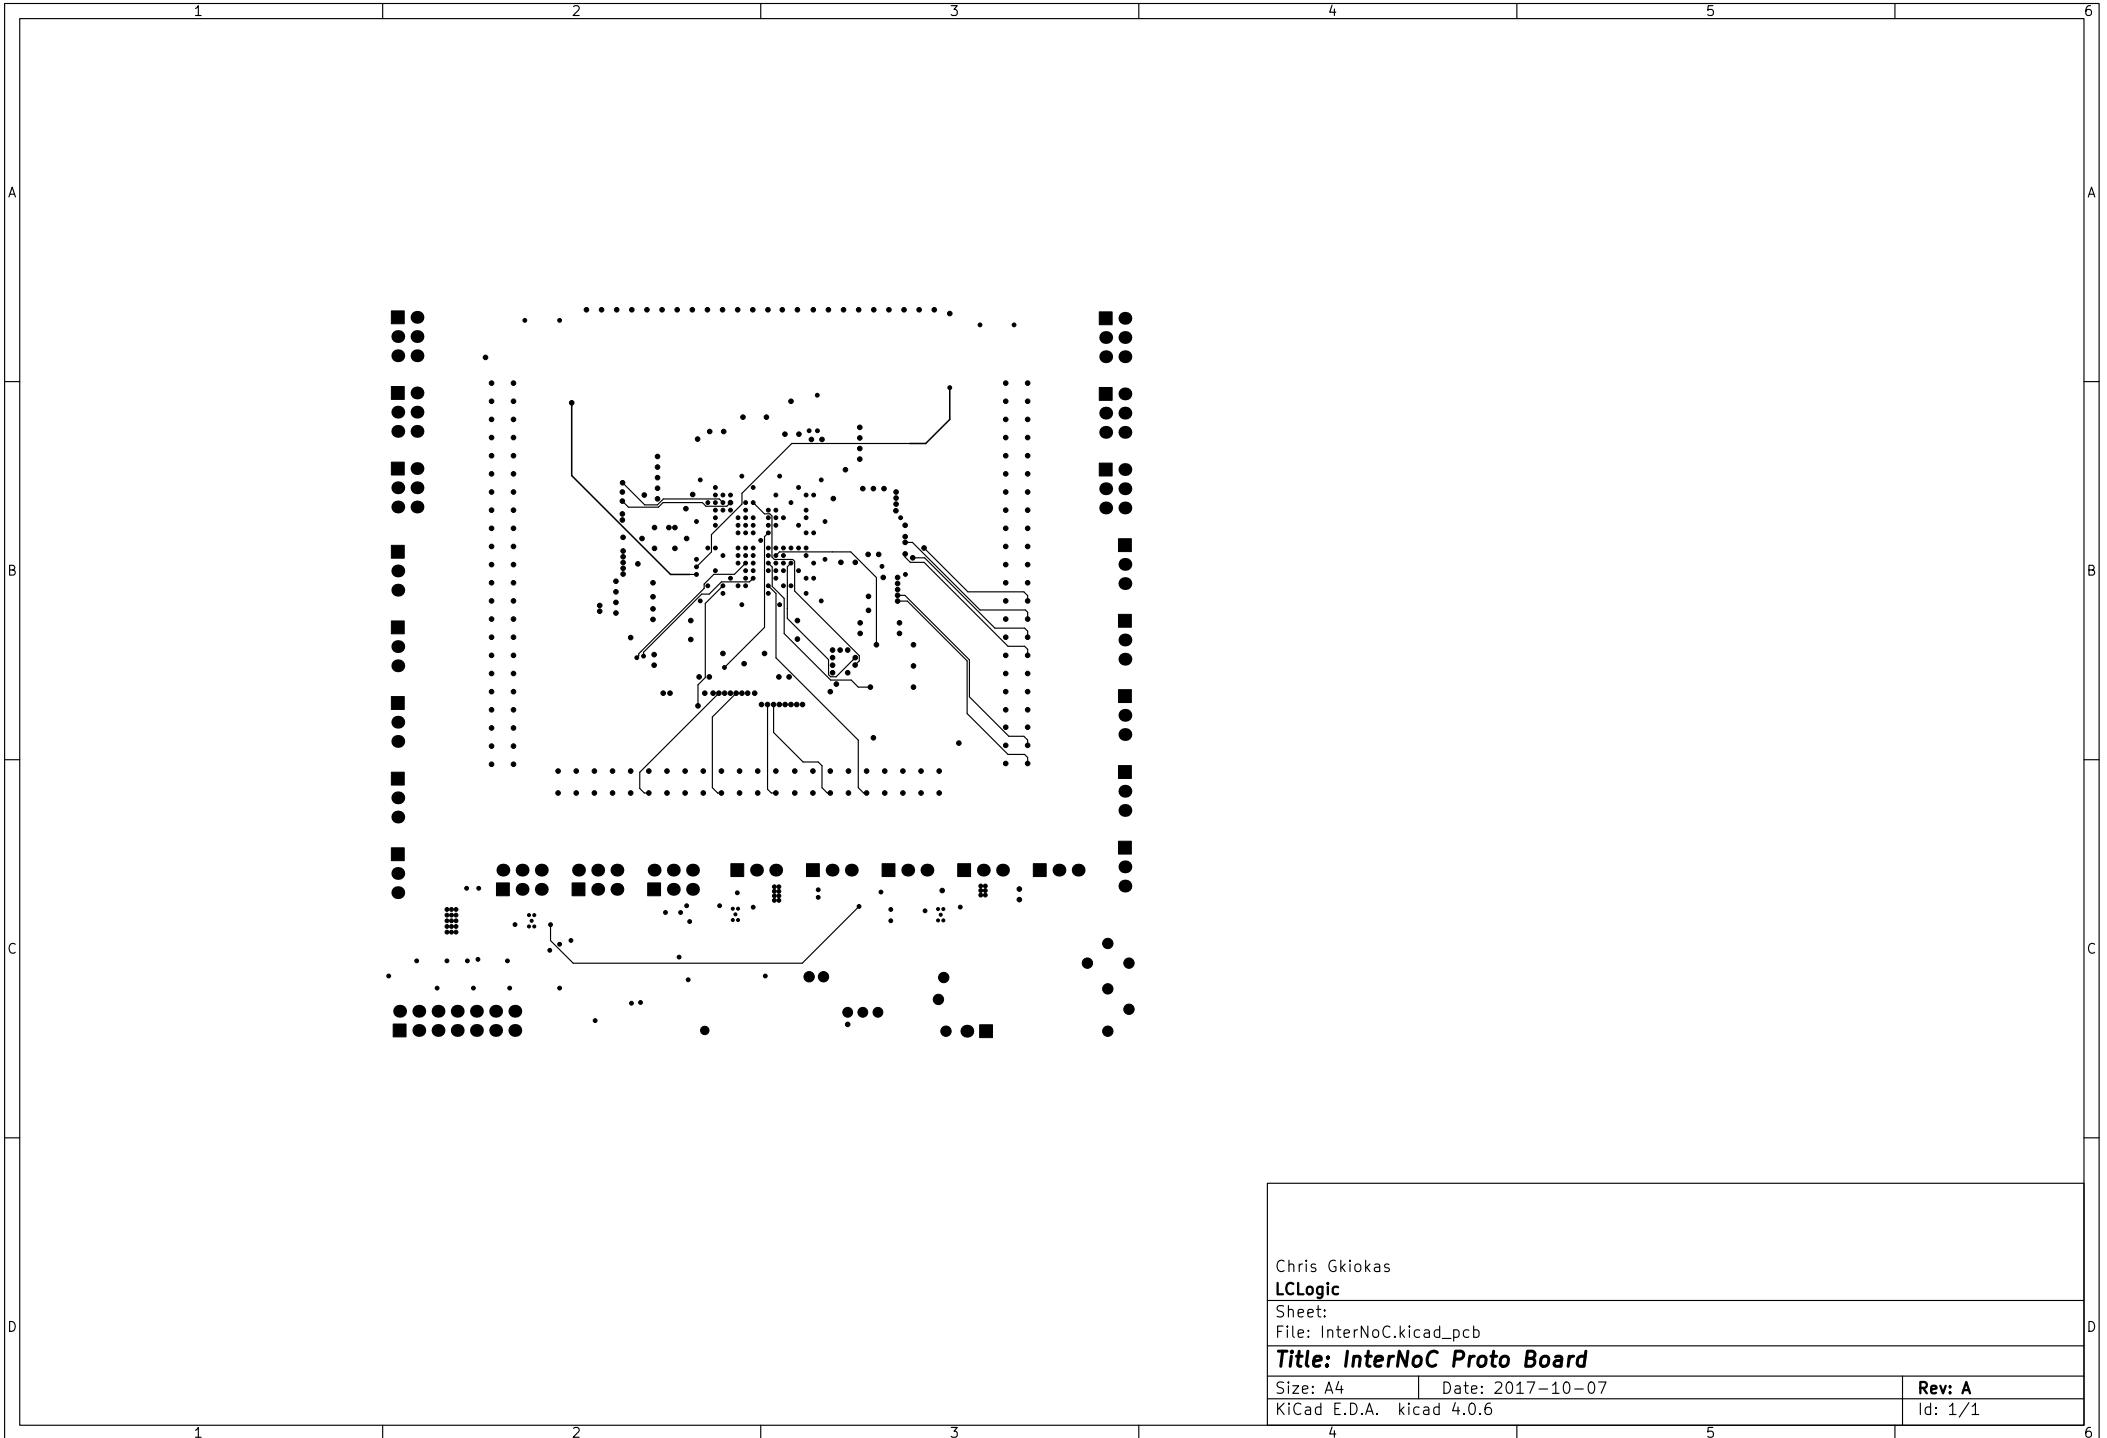 1 2 3 4 5 6
A A
B B
C C
Chris Gkiokas
LCLogic
Sheet:
D D
File: InterNoC.kicad_pcb
Title: InterNoC Proto Board
Size: A4 Date: 2017-10-07 Rev: A
KiCad E.D.A. kicad 4.0.6 Id: 1/1
1 2 3 4 5 6